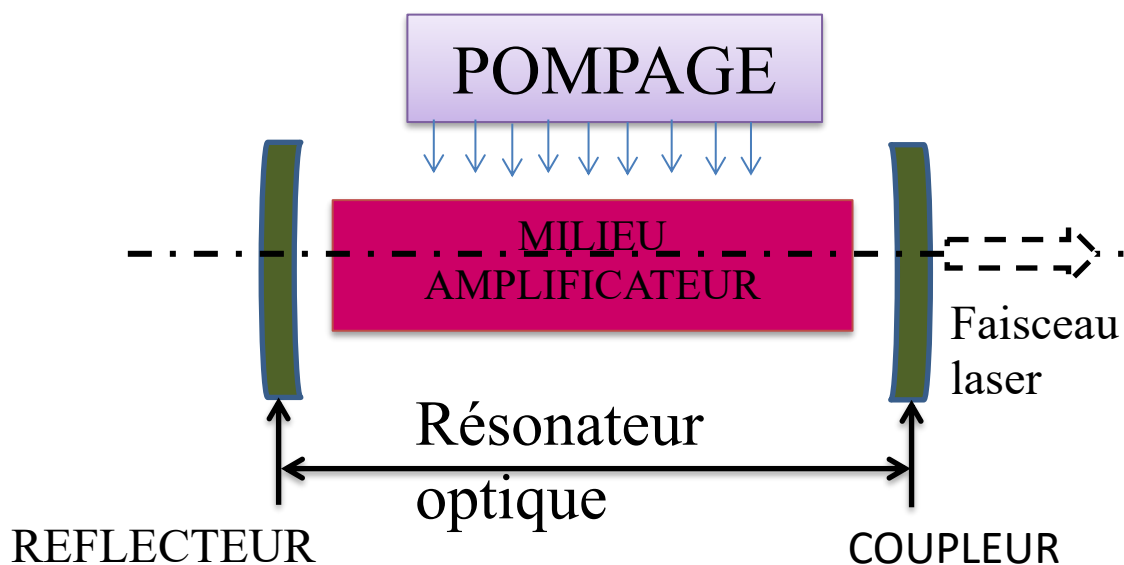 POMPAGE
MILIEU
AMPLIFICATEUR
Faisceau
laser
Résonateur
optique
REFLECTEUR
COUPLEUR